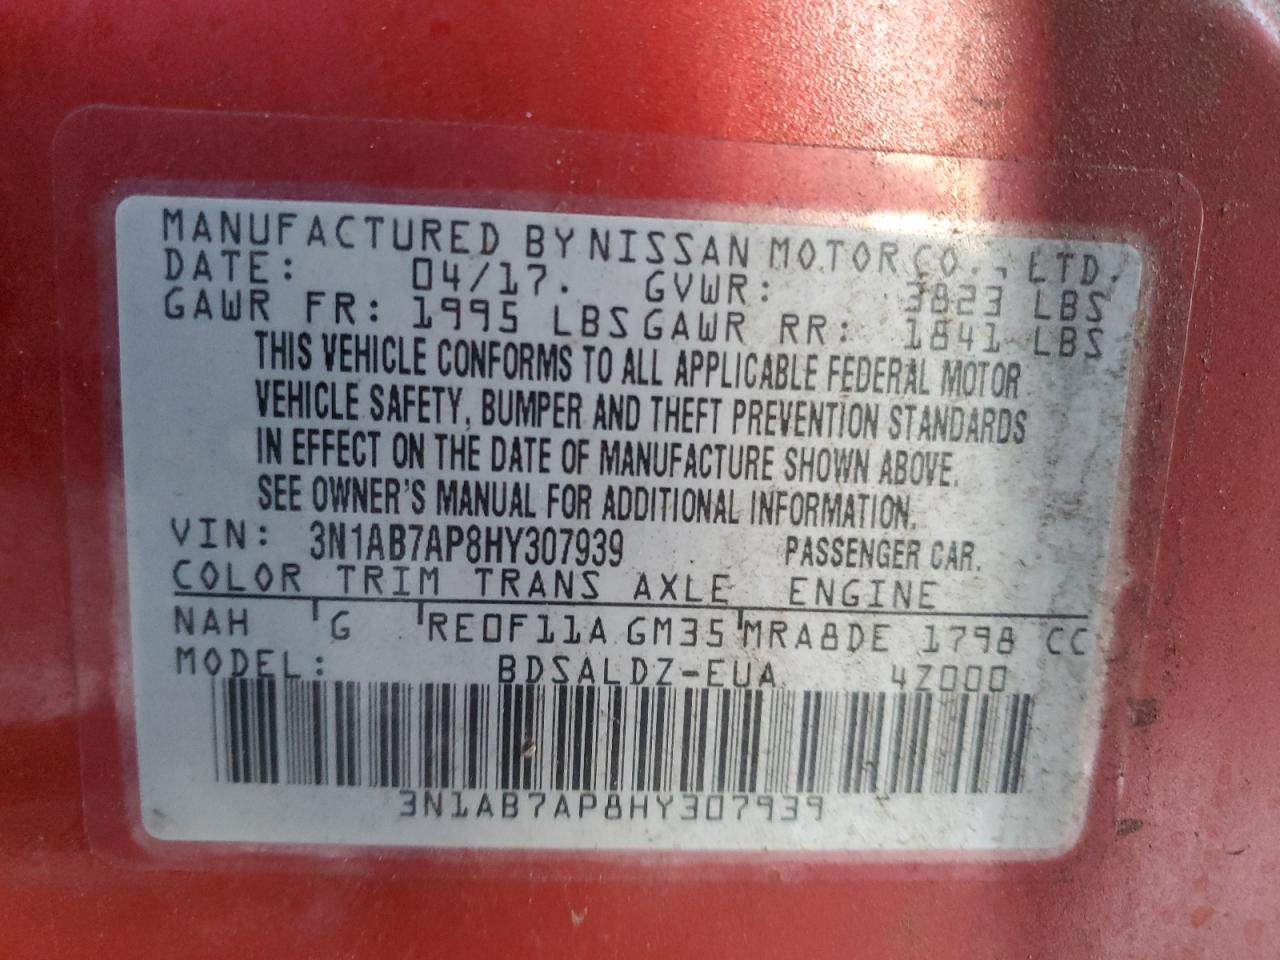 MANUFACTURED BY NISSAN MOTOR CO., LTD.
DATE: 04/17. GVWR: 3823 LBS
GAWR FR: 1995 LBS GAWR RR: 1841 LBS
THIS VEHICLE CONFORMS TO ALL APPLICABLE FEDERAL MOTOR
VEHICLE SAFETY, BUMPER AND THEFT PREVENTION STANDARDS
IN EFFECT ON THE DATE OF MANUFACTURE SHOWN ABOVE.
SEE OWNER'S MANUAL FOR ADDITIONAL INFORMATION.
VIN: 3N1AB7AP8HY307939 PASSENGER CAR.
COLOR TRIM TRANS AXLE ENGINE
NAH G RE0F11A GM35 MRA8DE 1798 CC
MODEL: BDSALDZ-EUA 4Z000
3N1AB7AP8HY307939